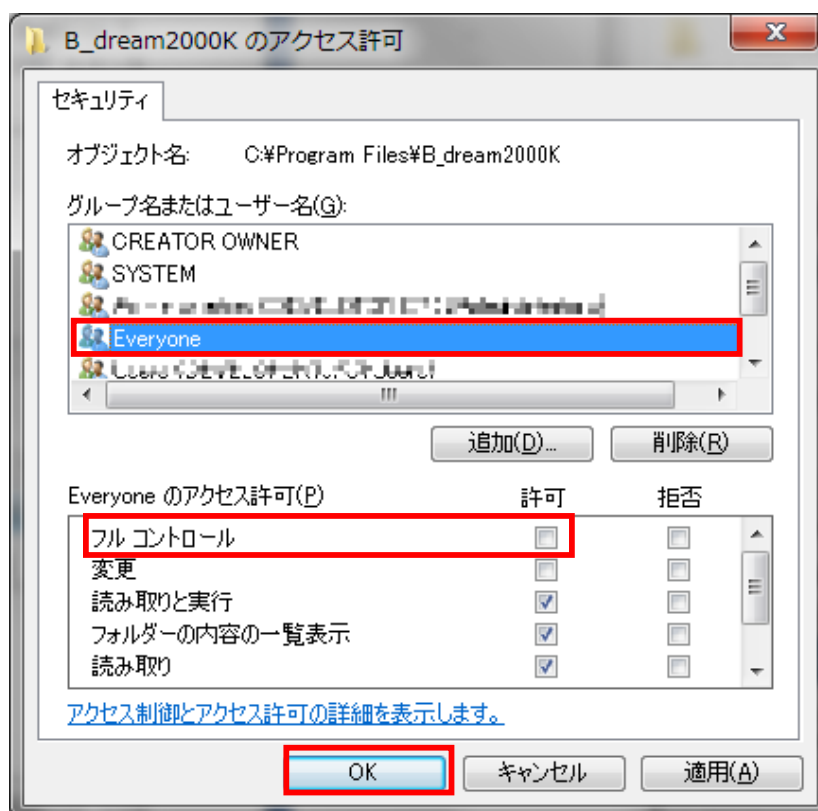 B_dream2000K のアクセス許可
セキュリティ
オブジェクト名: C:¥Program Files¥B_dream2000K
グループ名またはユーザー名(G):
CREATOR OWNER
SYSTEM
Everyone
追加(D)... 削除(R)
Everyone のアクセス許可(P) 許可 拒否
フル コントロール
変更
読み取りと実行
フォルダーの内容の一覧表示
読み取り
アクセス制御とアクセス許可の詳細を表示します。
OK キャンセル 適用(A)